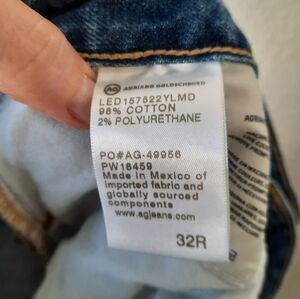 AG ADRIANO GOLDSCHMIED
LED157522YLMD
98% COTTON
2% POLYURETHANE
PO#AG-49956
PW16459
Made in Mexico of
imported fabric and
globally sourced
components
www.agjeans.com
32R